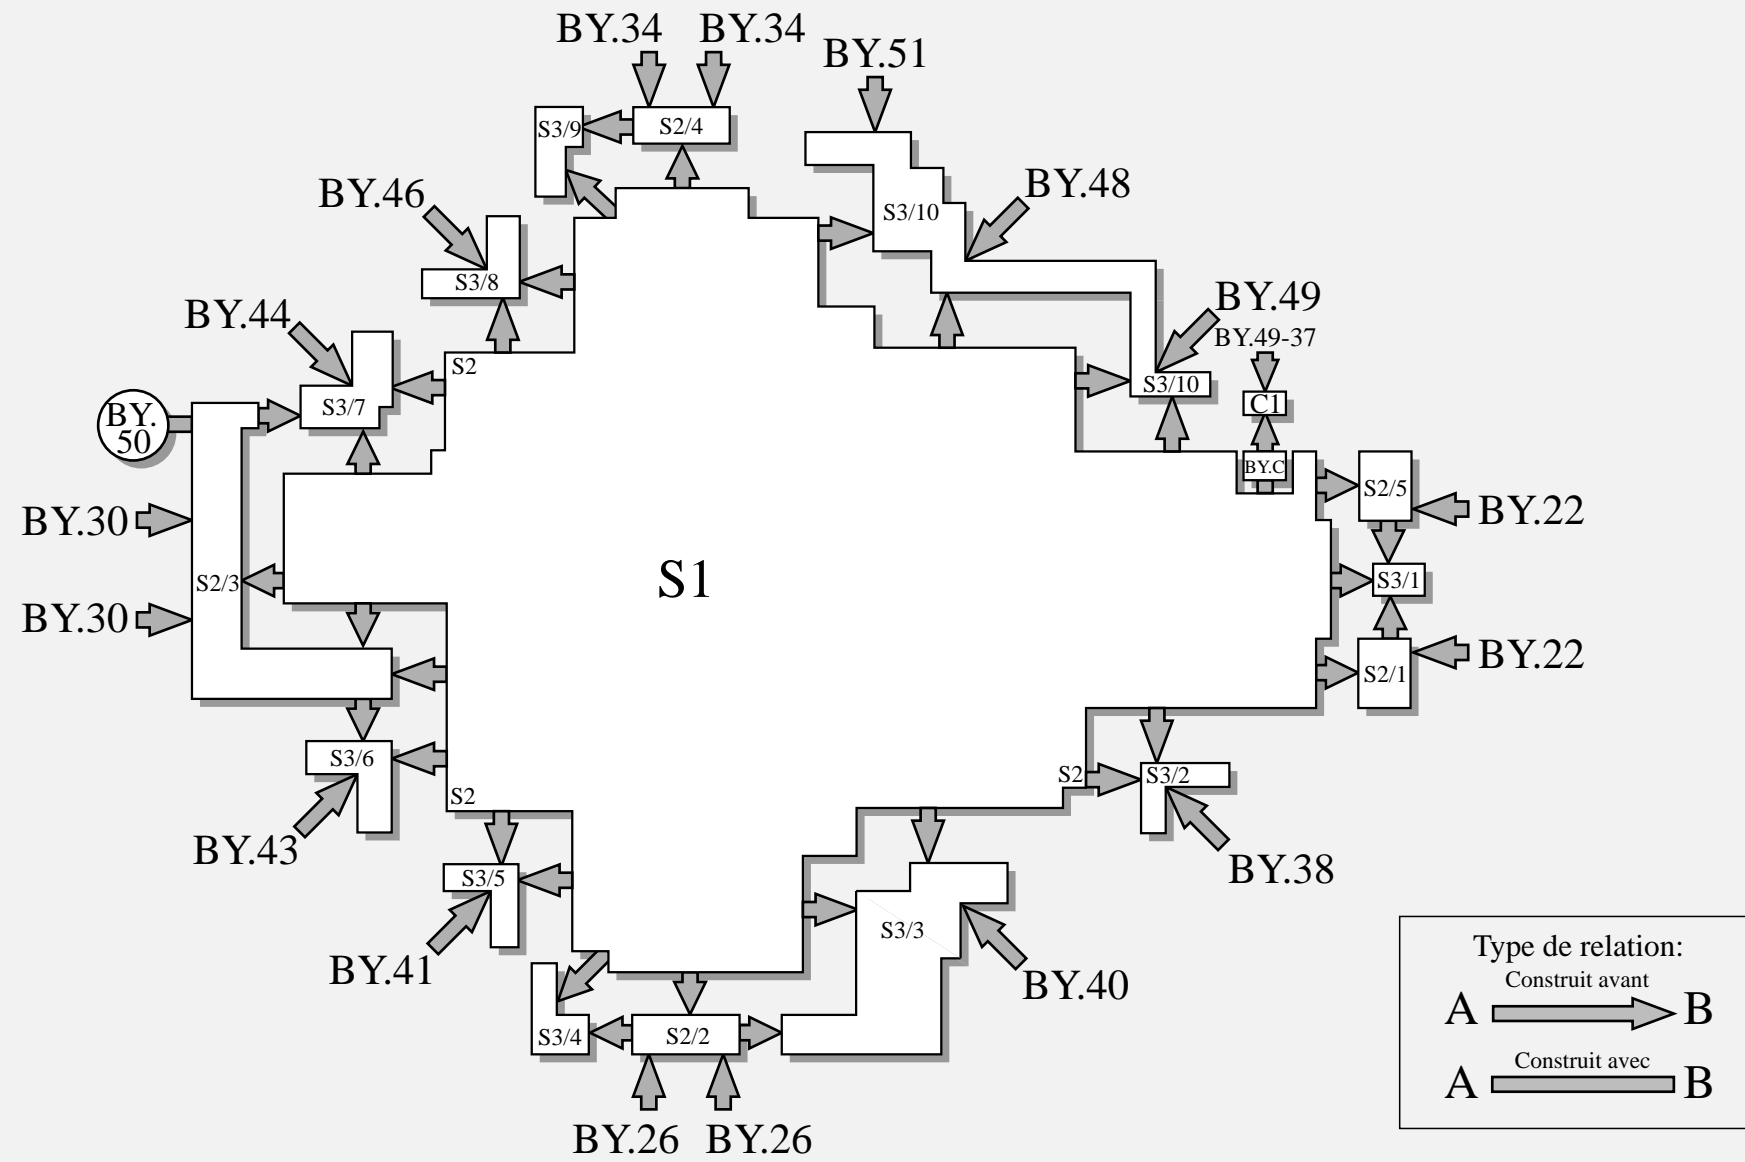 BY.34 BY.34
BY.51
S3/9
S2/4
BY.46
BY.48
S3/10
S3/8
BY.44
BY.49
BY.49-37
S2
S3/10
C1
S3/7
BY.
50
BY.C
S2/5
BY.30
BY.22
S1
S2/3
S3/1
BY.30
BY.22
S2/1
S3/6
S2
S3/2
S2
BY.43
BY.38
S3/5
S3/3
BY.41
BY.40
Type de relation:
Construit avant
A B
S3/4
S2/2
Construit avec
A B
BY.26 BY.26